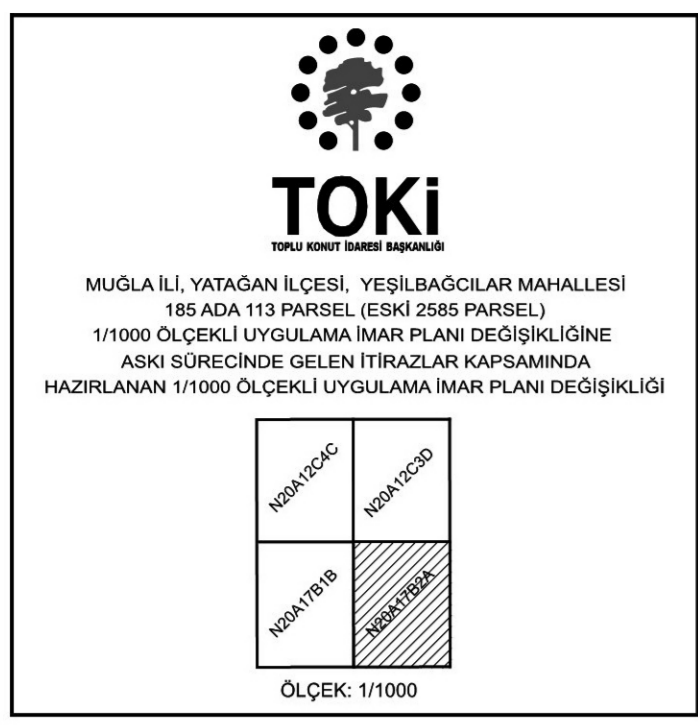 TOKİ
TOPLU KONUT İDARESİ BAŞKANLIĞI
MUĞLA İLİ, YATAĞAN İLÇESİ, YEŞİLBAĞCILAR MAHALLESİ
185 ADA 113 PARSEL (ESKİ 2585 PARSEL)
1/1000 ÖLÇEKLİ UYGULAMA İMAR PLANI DEĞİŞİKLİĞİNE
ASKI SÜRECİNDE GELEN İTİRAZLAR KAPSAMINDA
HAZIRLANAN 1/1000 ÖLÇEKLİ UYGULAMA İMAR PLANI DEĞİŞİKLİĞİ
N20A12C4C
N20A12C3D
N20A17B1B
N20A17B2A
ÖLÇEK: 1/1000